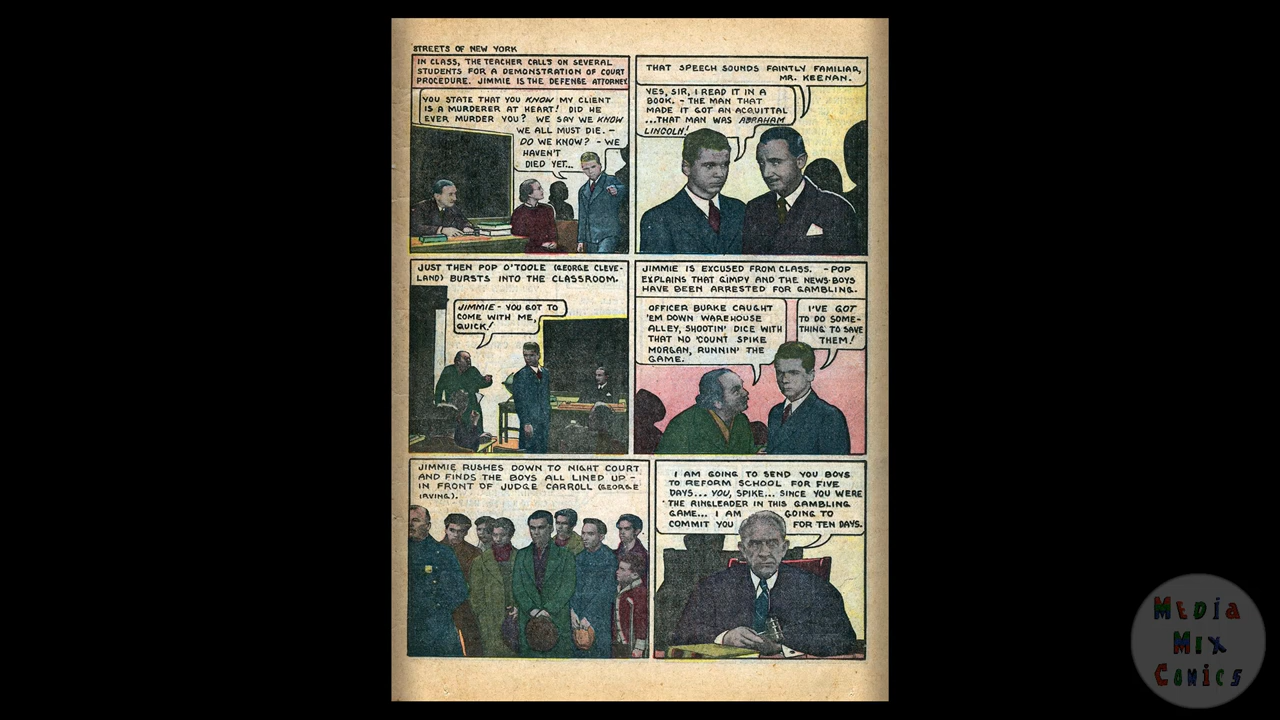 STREETS OF NEW YORK
IN CLASS, THE TEACHER CALLS ON SEVERAL
STUDENTS FOR A DEMONSTRATION OF COURT
PROCEDURE. JIMMIE IS THE DEFENSE ATTORNEY
YOU STATE THAT YOU KNOW MY CLIENT
IS A MURDERER AT HEART! DID HE
EVER MURDER YOU? WE SAY WE KNOW
WE ALL MUST DIE. -
DO WE KNOW? - WE
HAVEN'T
DIED YET...
THAT SPEECH SOUNDS FAINTLY FAMILIAR,
MR. KEENAN.
YES, SIR, I READ IT IN A
BOOK. - THE MAN THAT
MADE IT GOT AN ACQUITTAL
...THAT MAN WAS ABRAHAM
LINCOLN!
JUST THEN POP O'TOOLE (GEORGE CLEVE-
LAND) BURSTS INTO THE CLASSROOM.
JIMMIE - YOU GOT TO
COME WITH ME,
QUICK!
JIMMIE IS EXCUSED FROM CLASS. - POP
EXPLAINS THAT GIMPY AND THE NEWS-BOYS
HAVE BEEN ARRESTED FOR GAMBLING.
OFFICER BURKE CAUGHT
'EM DOWN WAREHOUSE
ALLEY, SHOOTIN' DICE WITH
THAT NO 'COUNT SPIKE
MORGAN, RUNNIN' THE
GAME.
I'VE GOT
TO DO SOME-
THING TO SAVE
THEM!
JIMMIE RUSHES DOWN TO NIGHT COURT
AND FINDS THE BOYS ALL LINED UP -
IN FRONT OF JUDGE CARROLL (GEORGE
IRVING).
I AM GOING TO SEND YOU BOYS
TO REFORM SCHOOL FOR FIVE
DAYS... YOU, SPIKE... SINCE YOU WERE
THE RINGLEADER IN THIS GAMBLING
GAME... I AM GOING TO
COMMIT YOU FOR TEN DAYS.
MEDIA
MIX
COMICS